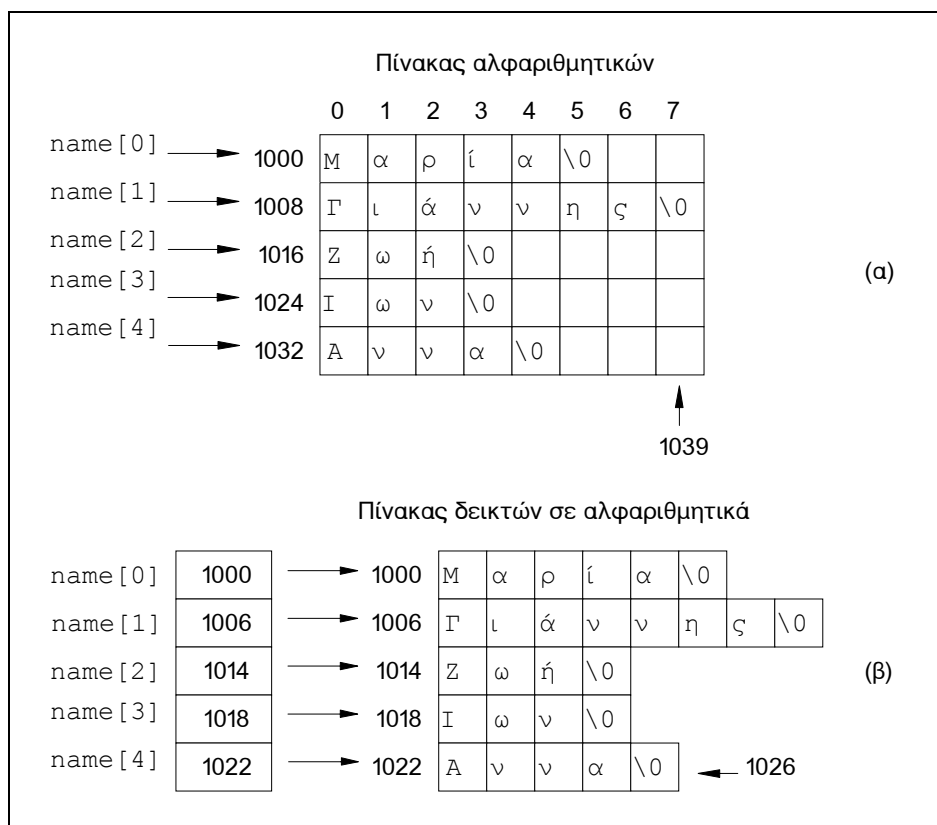 Πίνακας αλφαριθμητικών
0 1 2 3 4 5 6 7
name[0] 1000 Μ α ρ ί α \0
name[1] 1008 Γ ι ά ν ν η ς \0
name[2] 1016 Ζ ω ή \0
name[3] 1024 Ι ω ν \0
name[4] 1032 Α ν ν α \0
(α)
1039
Πίνακας δεικτών σε αλφαριθμητικά
name[0] 1000 1000 Μ α ρ ί α \0
name[1] 1006 1006 Γ ι ά ν ν η ς \0
name[2] 1014 1014 Ζ ω ή \0
(β)
name[3] 1018 1018 Ι ω ν \0
name[4] 1022 1022 Α ν ν α \0 1026